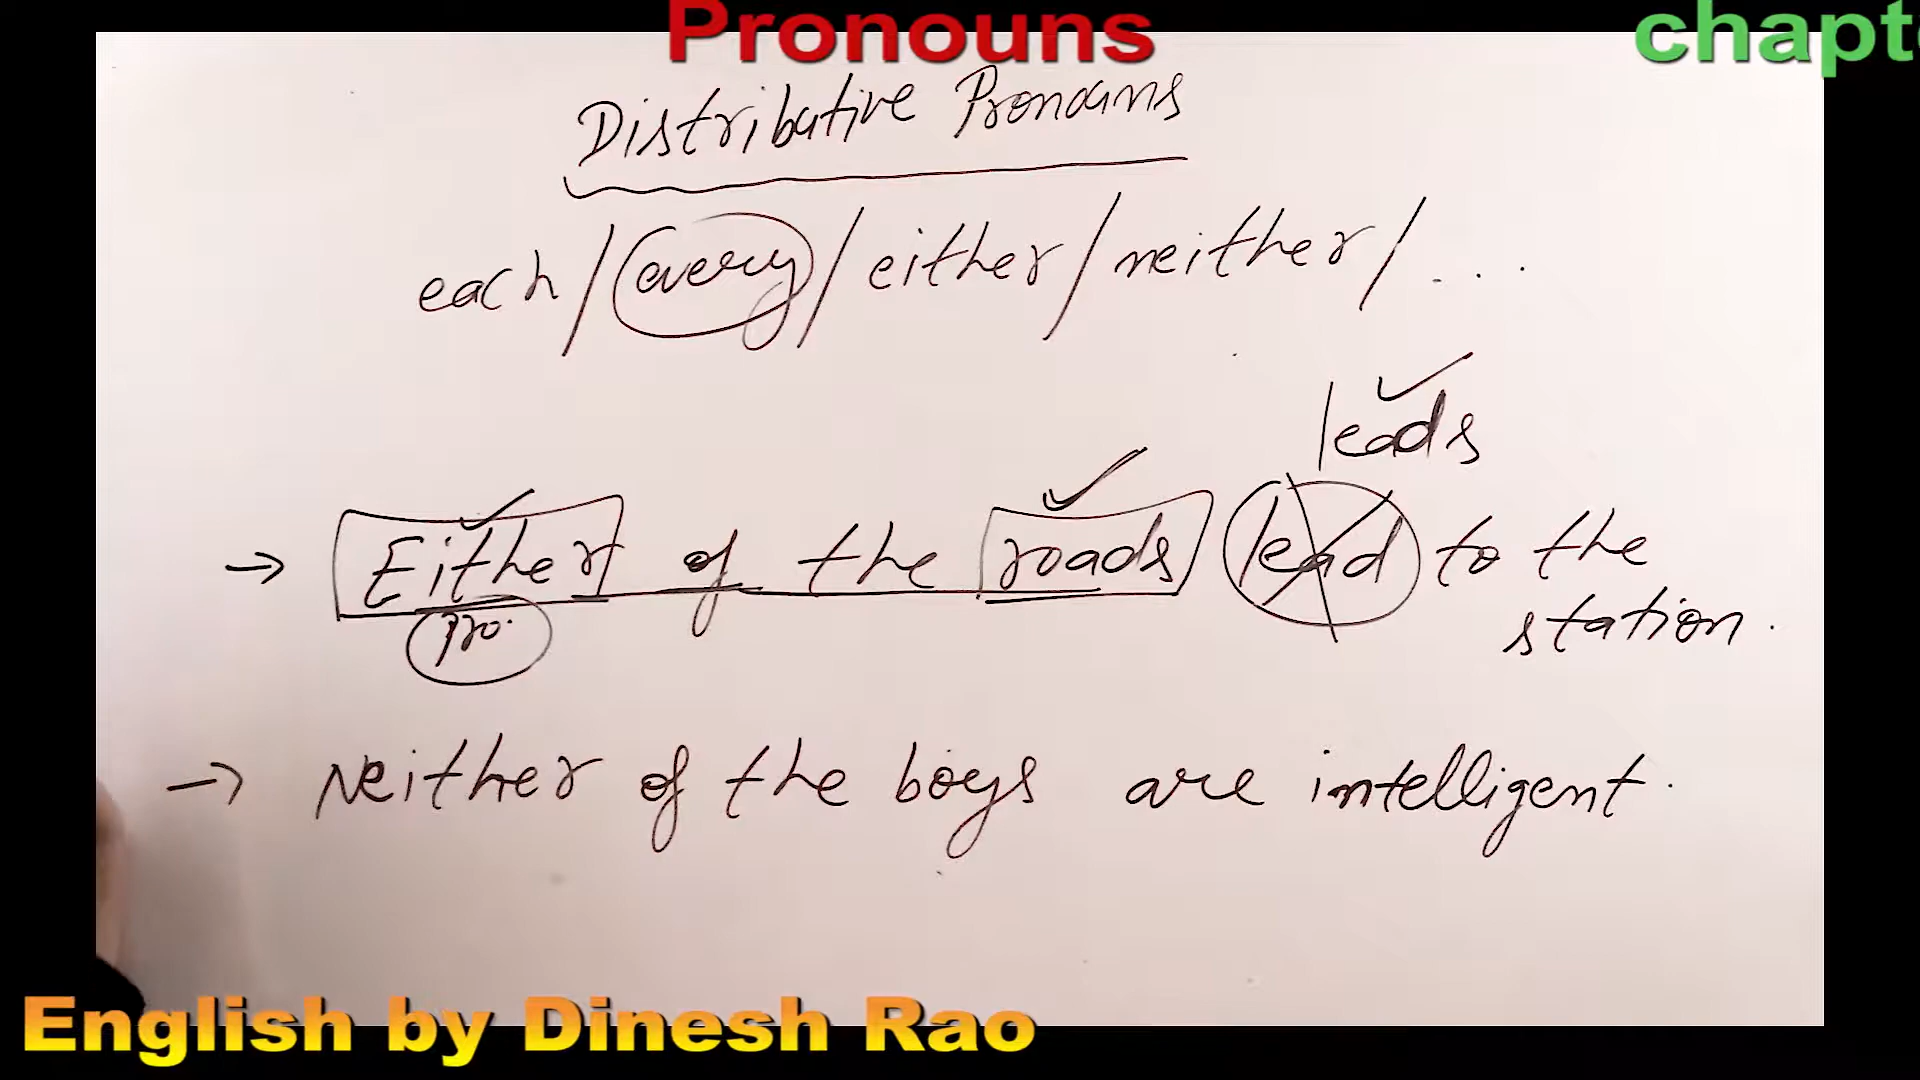 Pronouns
chapt
Distributive Pronouns
each / every / either / neither / ...
leads
→ Either of the roads lead to the
station.
pro.
→ Neither of the boys are intelligent.
English by Dinesh Rao